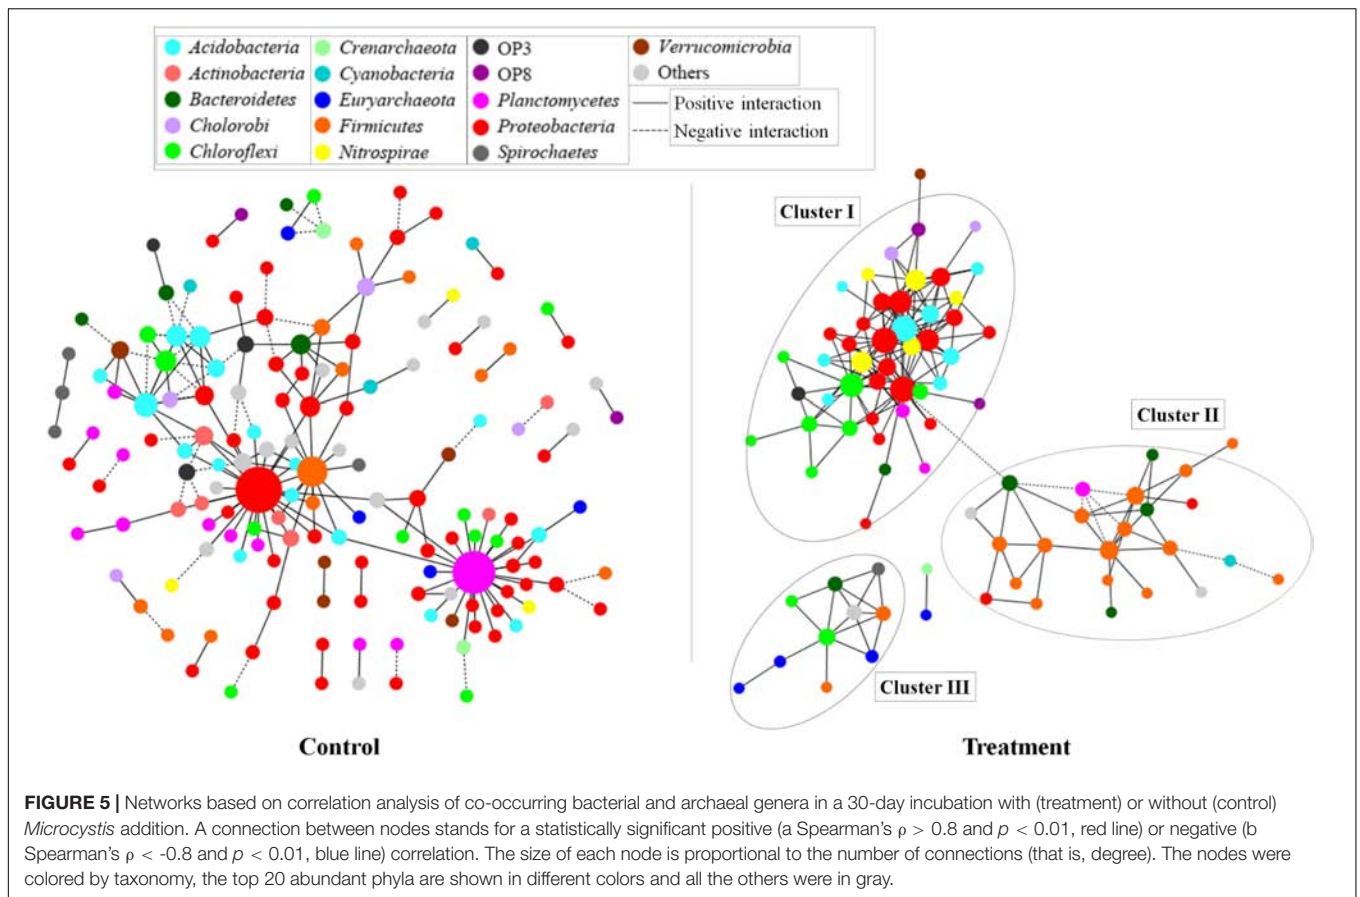 Acidobacteria
Actinobacteria
Bacteroidetes
Cholorobi
Chloroflexi
Crenarchaeota
Cyanobacteria
Euryarchaeota
Firmicutes
Nitrospirae
OP3
OP8
Planctomycetes
Proteobacteria
Spirochaetes
Verrucomicrobia
Others
Positive interaction
Negative interaction
Cluster I
Cluster II
Cluster III
Control
Treatment
FIGURE 5 | Networks based on correlation analysis of co-occurring bacterial and archaeal genera in a 30-day incubation with (treatment) or without (control)
Microcystis addition. A connection between nodes stands for a statistically significant positive (a Spearman's ρ > 0.8 and p < 0.01, red line) or negative (b
Spearman's ρ < -0.8 and p < 0.01, blue line) correlation. The size of each node is proportional to the number of connections (that is, degree). The nodes were
colored by taxonomy, the top 20 abundant phyla are shown in different colors and all the others were in gray.